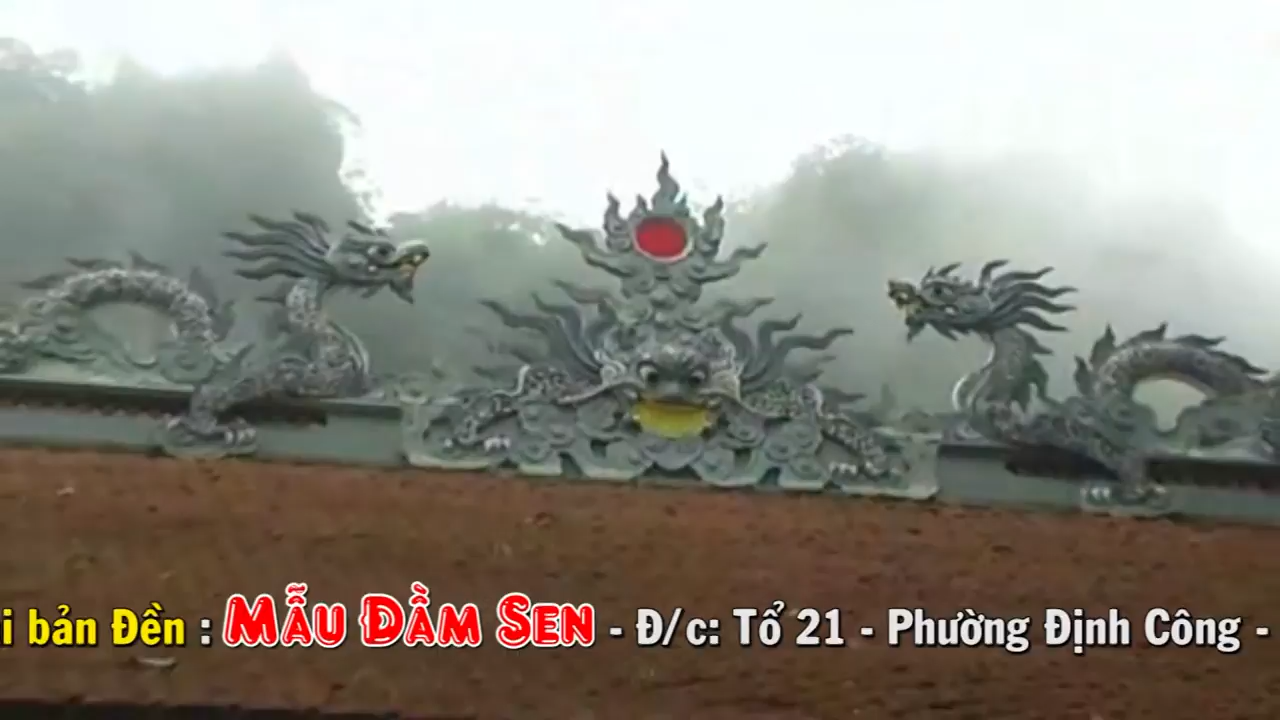 i bản Đền : MẪU ĐẦM SEN - Đ/c: Tổ 21 - Phường Định Công -